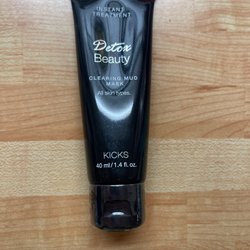 INSTANT
TREATMENT
Detox
Beauty
CLEARING MUD
MASK
All skin types.
KICKS
40 ml/1.4 fl. oz.